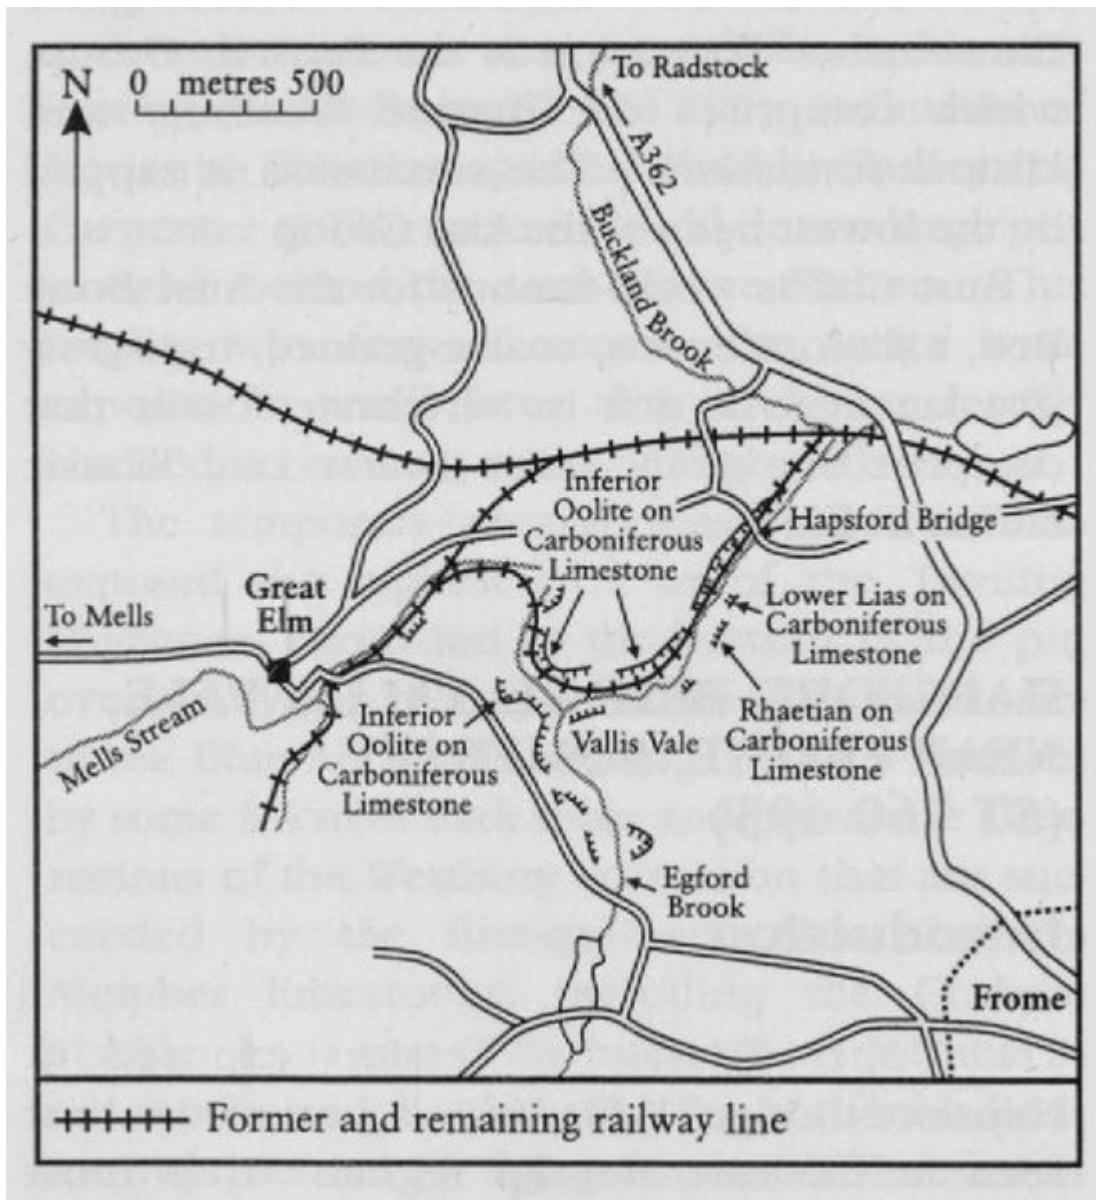 N
0 metres 500
To Radstock
A362
Buckland Brook
Inferior
Oolite on
Carboniferous
Limestone
Hapsford Bridge
Great
Elm
To Mells
Lower Lias on
Carboniferous
Limestone
Mells Stream
Inferior
Oolite on
Carboniferous
Limestone
Vallis Vale
Rhaetian on
Carboniferous
Limestone
Egford
Brook
Frome
Former and remaining railway line